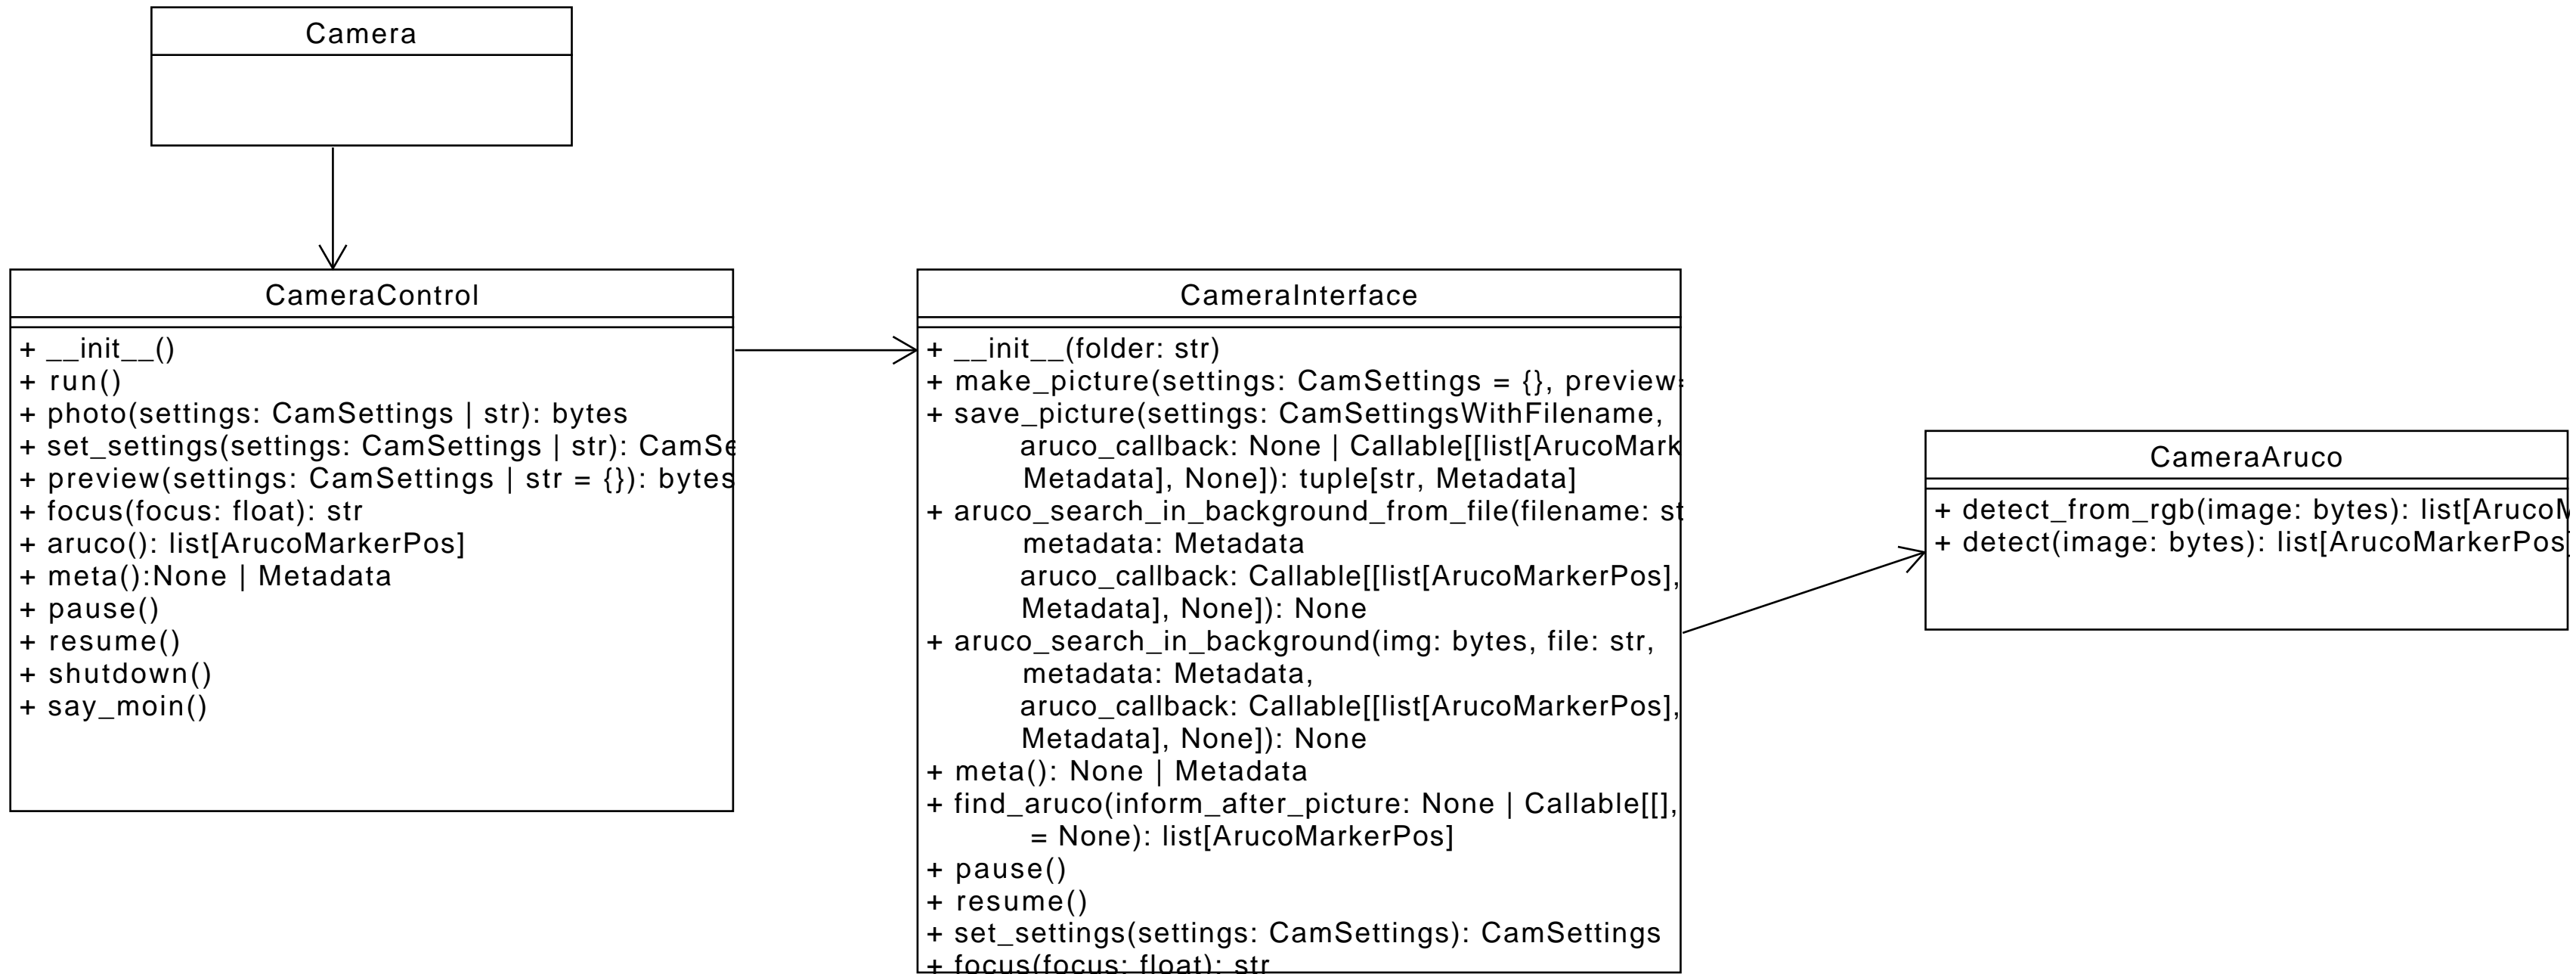 Camera
CameraControl
+ __init__()
+ run()
+ photo(settings: CamSettings | str): bytes
+ set_settings(settings: CamSettings | str): CamSe
+ preview(settings: CamSettings | str = {}): bytes
+ focus(focus: float): str
+ aruco(): list[ArucoMarkerPos]
+ meta():None | Metadata
+ pause()
+ resume()
+ shutdown()
+ say_moin()
CameraInterface
+ __init__(folder: str)
+ make_picture(settings: CamSettings = {}, preview=
+ save_picture(settings: CamSettingsWithFilename,
aruco_callback: None | Callable[[list[ArucoMark
Metadata], None]): tuple[str, Metadata]
+ aruco_search_in_background_from_file(filename: st
metadata: Metadata
aruco_callback: Callable[[list[ArucoMarkerPos],
Metadata], None]): None
+ aruco_search_in_background(img: bytes, file: str,
metadata: Metadata,
aruco_callback: Callable[[list[ArucoMarkerPos],
Metadata], None]): None
+ meta(): None | Metadata
+ find_aruco(inform_after_picture: None | Callable[[],
= None): list[ArucoMarkerPos]
+ pause()
+ resume()
+ set_settings(settings: CamSettings): CamSettings
+ focus(focus: float): str
CameraAruco
+ detect_from_rgb(image: bytes): list[ArucoM
+ detect(image: bytes): list[ArucoMarkerPos]